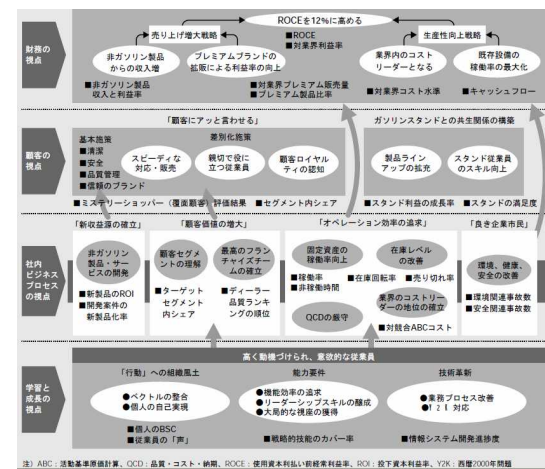 財務の
視点
ROCEを12%に高める
売り上げ増大戦略
生産性向上戦略
■ROCE
■対業界利益率
非ガソリン製品
からの収入増
プレミアムブランドの
拡販による利益率の向上
業界内のコスト
リーダーとなる
既存設備の
稼働率の最大化
■非ガソリン製品
収入と利益率
■対業界プレミアム販売量
■プレミアム製品比率
■対業界コスト水準
■キャッシュフロー
顧客の
視点
「顧客にアッと言わせる」
ガソリンスタンドとの共生関係の構築
基本施策
■清潔
■安全
■品質管理
■信頼のブランド
差別化施策
スピーディな
対応・販売
親切で役に
立つ従業員
顧客ロイヤル
ティの認知
製品ライン
アップの拡充
スタンド従業員
のスキル向上
■ミステリーショッパー（覆面顧客）評価結果
■セグメント内シェア
■スタンド利益の成長率
■スタンドの満足度
社内
ビジネス
プロセス
の視点
「新収益源の確立」
「顧客価値の増大」
「オペレーション効率の追求」
「良き企業市民」
非ガソリン
製品・サー
ビスの開発
■新製品のROI
■開発案件の
新製品化率
顧客セグメ
ントの理解
■ターゲット
セグメント
内シェア
最高のフラン
チャイズチー
ムの確立
■ディーラー
品質ランキ
ングの順位
固定資産の
稼働率向上
■稼働率
■非稼働時間
在庫レベル
の改善
■在庫回転率
■売り切れ率
QCDの厳守
業界のコストリー
ダーの地位の確立
■対競合ABCコスト
環境、健康、
安全の改善
■環境関連事故数
■安全関連事故数
学習と
成長の
視点
高く動機づけられ、意欲的な従業員
「行動」への組織風土
能力要件
技術革新
●ベクトルの整合
●個人の自己実現
●機能効率の追求
●リーダーシップスキルの醸成
●大局的な視座の獲得
●業務プロセス改善
対応
■個人のBSC
■従業員の「声」
■戦略的技能のカバー率
■情報システム開発進捗度
注）ABC：活動基準原価計算、QCD：品質・コスト・納期、ROCE：使用資本利払い前経常利益率、ROI：投下資本利益率、Y2K：西暦2000年問題